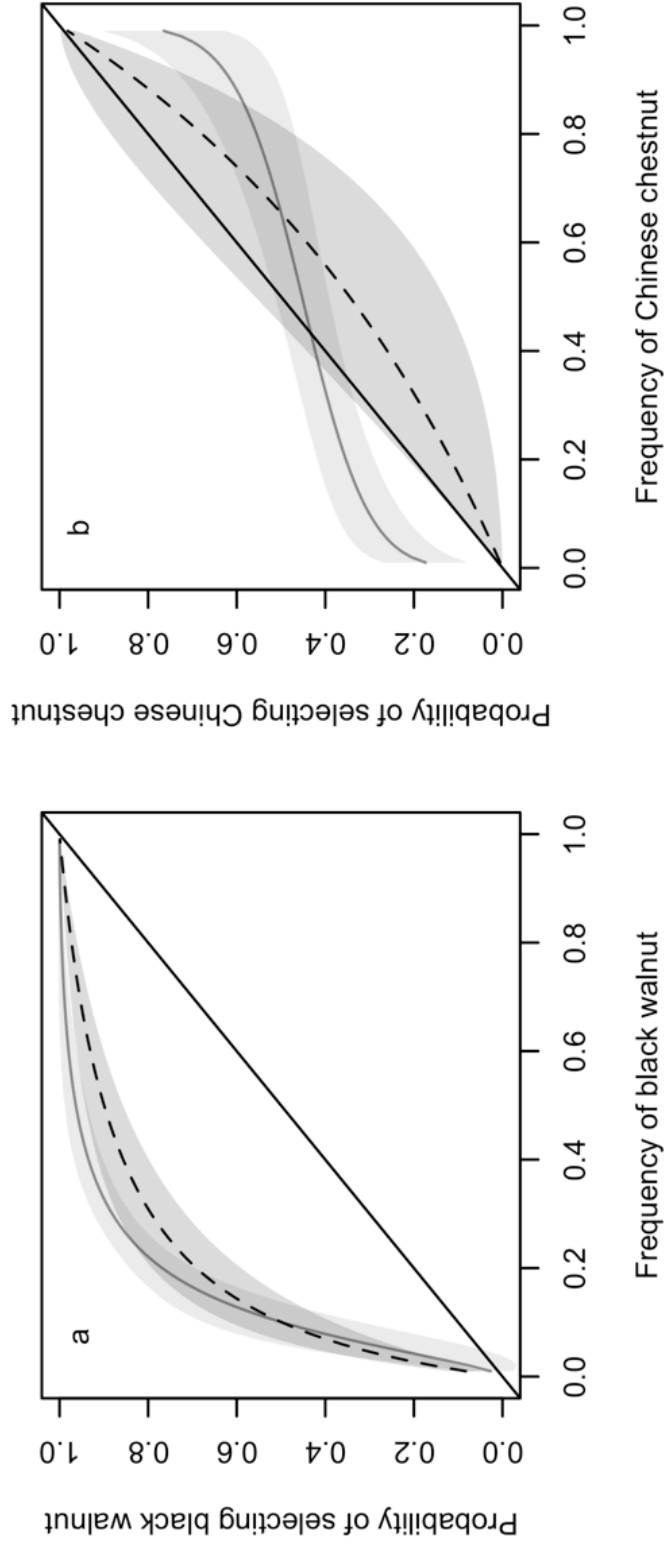 a
Probability of selecting black walnut
1.0
0.8
0.6
0.4
0.2
0.0
0.0 0.2 0.4 0.6 0.8 1.0
Frequency of black walnut
b
Probability of selecting Chinese chestnut
1.0
0.8
0.6
0.4
0.2
0.0
0.0 0.2 0.4 0.6 0.8 1.0
Frequency of Chinese chestnut